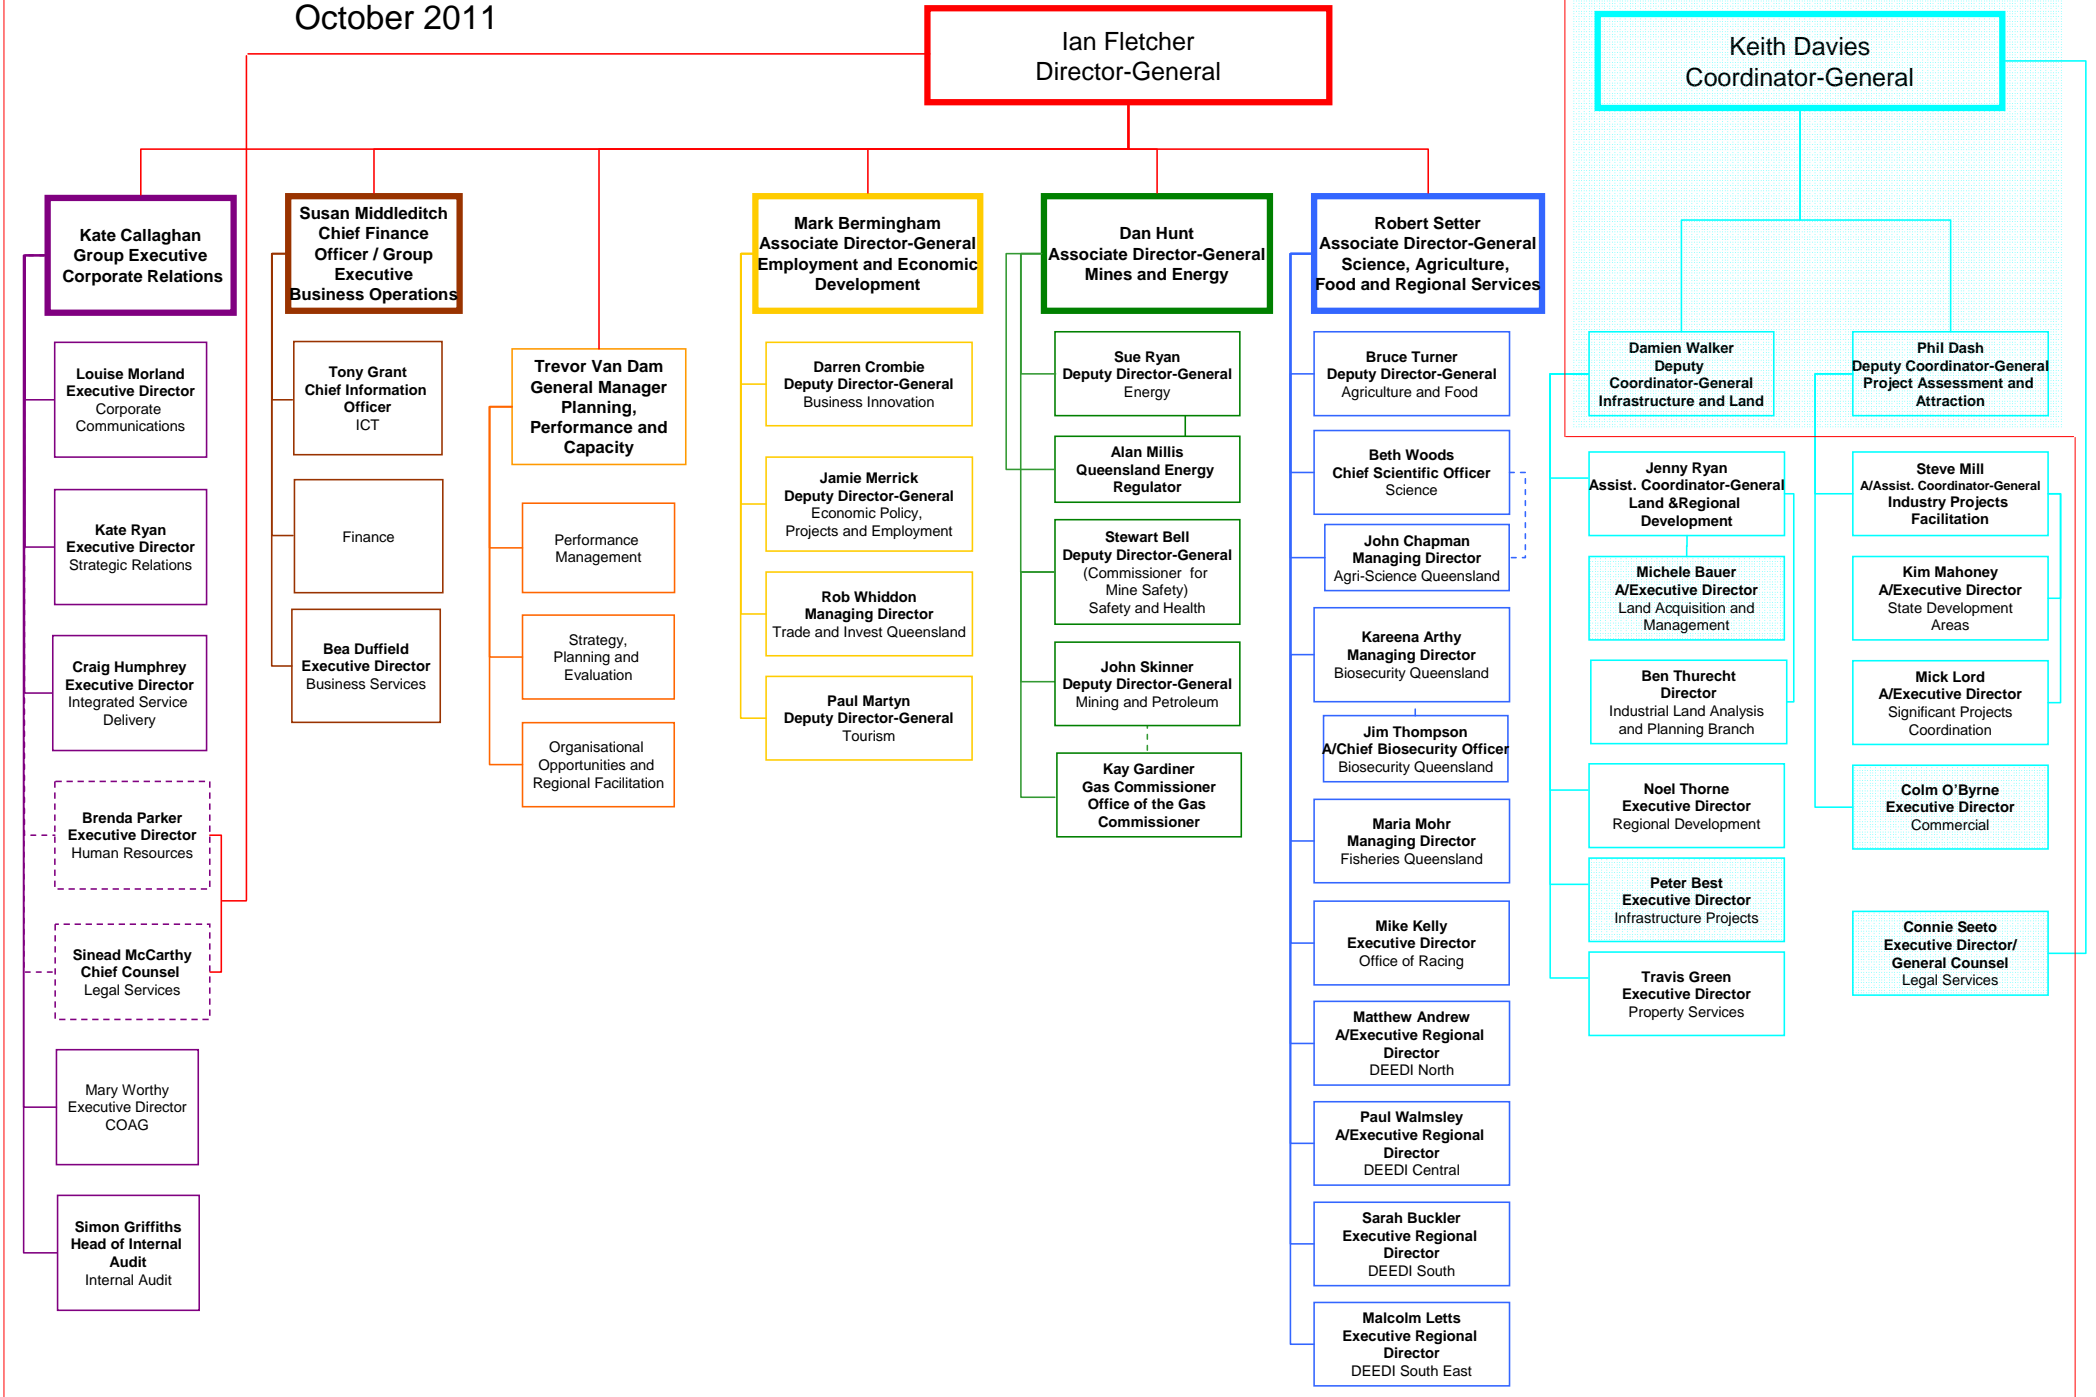 October 2011
Ian Fletcher
Director-General
Keith Davies
Coordinator-General
Kate Callaghan
Group Executive
Corporate Relations
Louise Morland
Executive Director
Corporate
Communications
Kate Ryan
Executive Director
Strategic Relations
Craig Humphrey
Executive Director
Integrated Service
Delivery
Brenda Parker
Executive Director
Human Resources
Sinead McCarthy
Chief Counsel
Legal Services
Mary Worthy
Executive Director
COAG
Simon Griffiths
Head of Internal
Audit
Internal Audit
Susan Middleditch
Chief Finance
Officer / Group
Executive
Business Operations
Tony Grant
Chief Information
Officer
ICT
Finance
Bea Duffield
Executive Director
Business Services
Trevor Van Dam
General Manager
Planning,
Performance and
Capacity
Performance
Management
Strategy,
Planning and
Evaluation
Organisational
Opportunities and
Regional Facilitation
Mark Bermingham
Associate Director-General
Employment and Economic
Development
Darren Crombie
Deputy Director-General
Business Innovation
Jamie Merrick
Deputy Director-General
Economic Policy,
Projects and Employment
Rob Whiddon
Managing Director
Trade and Invest Queensland
Paul Martyn
Deputy Director-General
Tourism
Dan Hunt
Associate Director-General
Mines and Energy
Sue Ryan
Deputy Director-General
Energy
Alan Millis
Queensland Energy
Regulator
Stewart Bell
Deputy Director-General
(Commissioner for
Mine Safety)
Safety and Health
John Skinner
Deputy Director-General
Mining and Petroleum
Kay Gardiner
Gas Commissioner
Office of the Gas
Commissioner
Robert Setter
Associate Director-General
Science, Agriculture,
Food and Regional Services
Bruce Turner
Deputy Director-General
Agriculture and Food
Beth Woods
Chief Scientific Officer
Science
John Chapman
Managing Director
Agri-Science Queensland
Kareena Arthy
Managing Director
Biosecurity Queensland
Jim Thompson
A/Chief Biosecurity Officer
Biosecurity Queensland
Maria Mohr
Managing Director
Fisheries Queensland
Mike Kelly
Executive Director
Office of Racing
Matthew Andrew
A/Executive Regional
Director
DEEDI North
Paul Walmsley
A/Executive Regional
Director
DEEDI Central
Sarah Buckler
Executive Regional
Director
DEEDI South
Malcolm Letts
Executive Regional
Director
DEEDI South East
Damien Walker
Deputy
Coordinator-General
Infrastructure and Land
Jenny Ryan
Assist. Coordinator-General
Land &Regional
Development
Michele Bauer
A/Executive Director
Land Acquisition and
Management
Ben Thurecht
Director
Industrial Land Analysis
and Planning Branch
Noel Thorne
Executive Director
Regional Development
Peter Best
Executive Director
Infrastructure Projects
Travis Green
Executive Director
Property Services
Phil Dash
Deputy Coordinator-General
Project Assessment and
Attraction
Steve Mill
A/Assist. Coordinator-General
Industry Projects
Facilitation
Kim Mahoney
A/Executive Director
State Development
Areas
Mick Lord
A/Executive Director
Significant Projects
Coordination
Colm O'Byrne
Executive Director
Commercial
Connie Seeto
Executive Director/
General Counsel
Legal Services